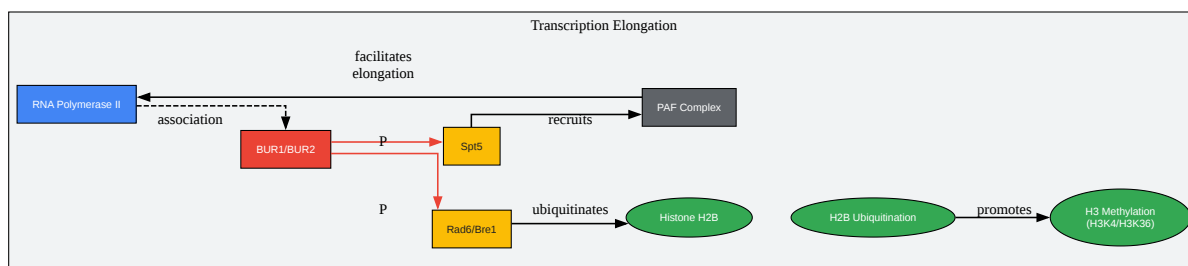 Transcription Elongation
facilitates
elongation
RNA Polymerase II
PAF Complex
association
recruits
BUR1/BUR2
P
Spt5
P
Rad6/Bre1
ubiquitinates
Histone H2B
H2B Ubiquitination
promotes
H3 Methylation
(H3K4/H3K36)